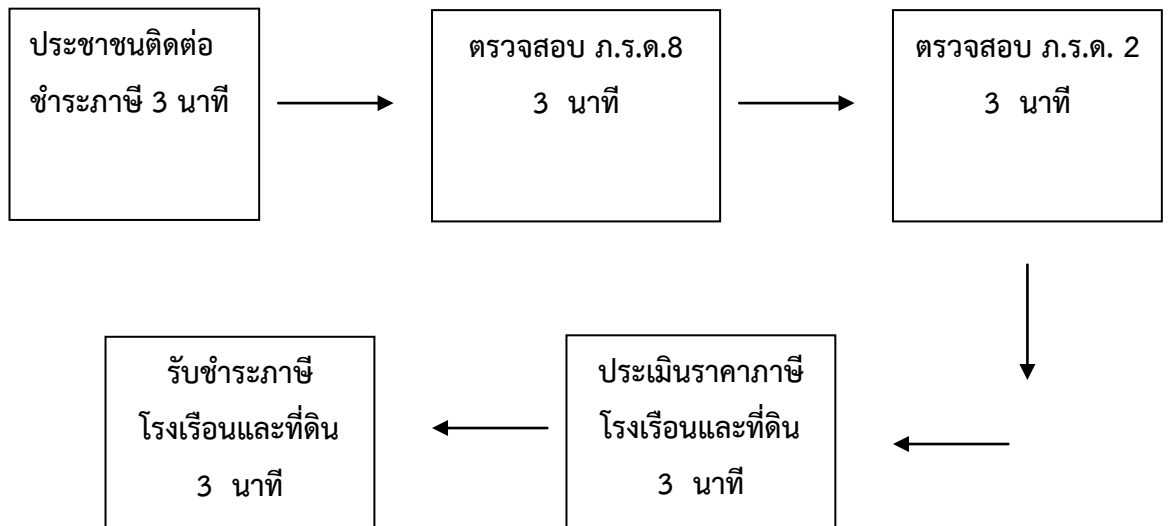 ประชาชนติดต่อ
ชำระภาษี 3 นาที
ตรวจสอบ ภ.ร.ด.8
3 นาที
ตรวจสอบ ภ.ร.ด. 2
3 นาที
ประเมินราคาภาษี
โรงเรือนและที่ดิน
3 นาที
รับชำระภาษี
โรงเรือนและที่ดิน
3 นาที